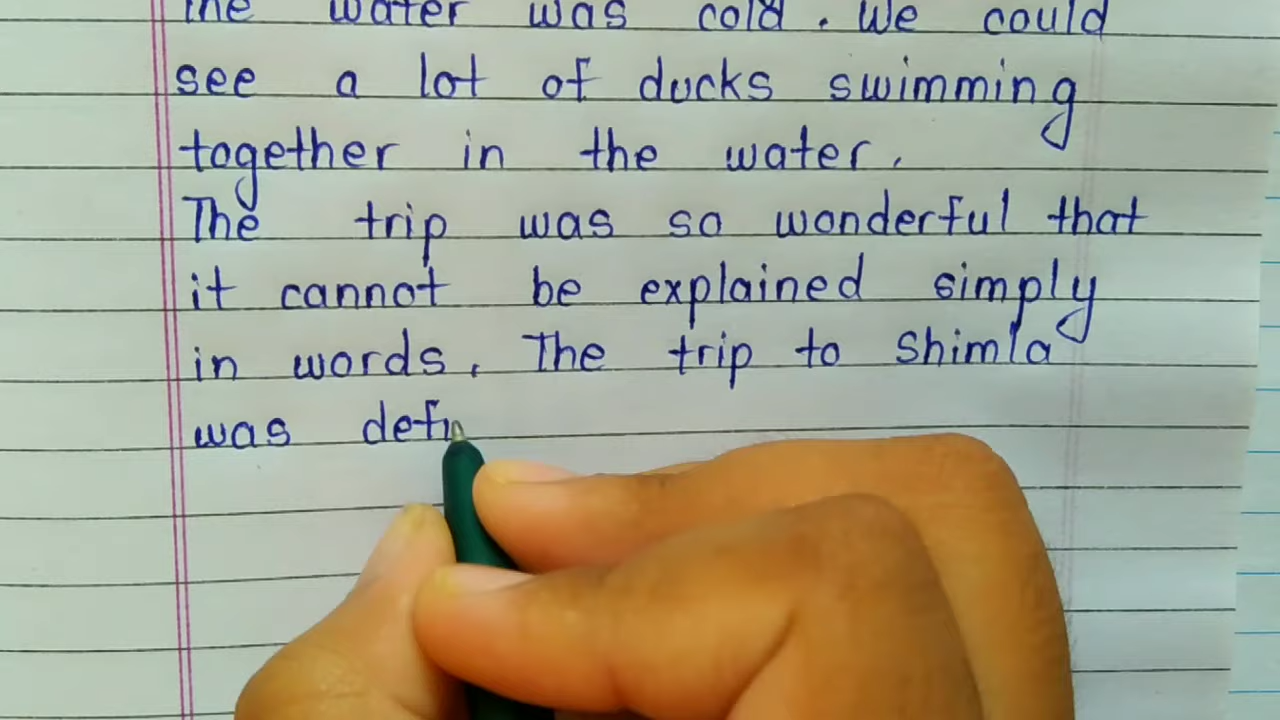 The water was cold. We could
see a lot of ducks swimming
together in the water.
The trip was so wonderful that
it cannot be explained simply
in words. The trip to Shimla
was defi